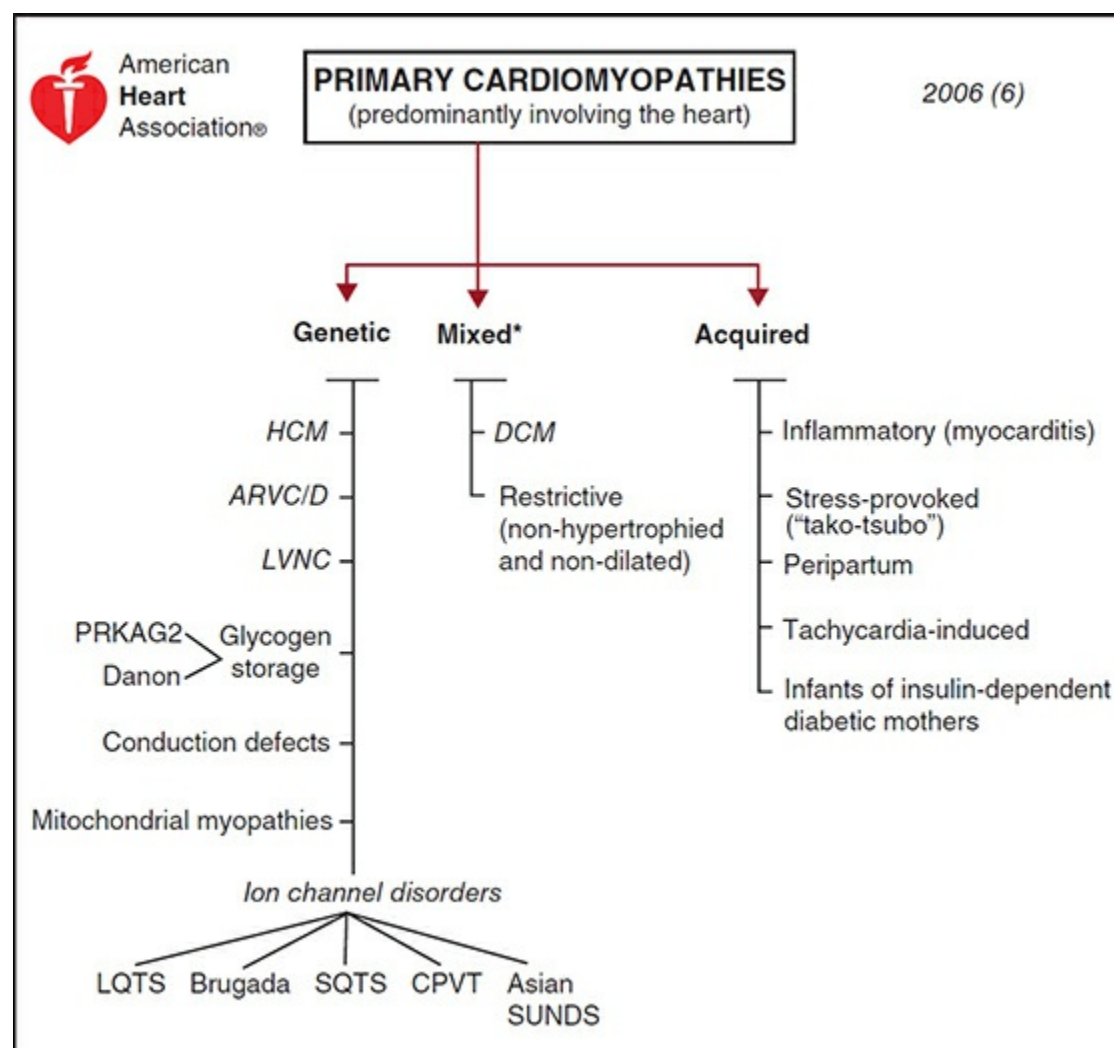 American
Heart
Association®
PRIMARY CARDIOMYOPATHIES
(predominantly involving the heart)
2006 (6)
Genetic
Mixed*
Acquired
HCM
ARVC/D
LVNC
PRKAG2
Danon
Glycogen
storage
Conduction defects
Mitochondrial myopathies
Ion channel disorders
LQTS
Brugada
SQTS
CPVT
Asian
SUNDS
DCM
Restrictive
(non-hypertrophied
and non-dilated)
Inflammatory (myocarditis)
Stress-provoked
(“tako-tsubo”)
Peripartum
Tachycardia-induced
Infants of insulin-dependent
diabetic mothers